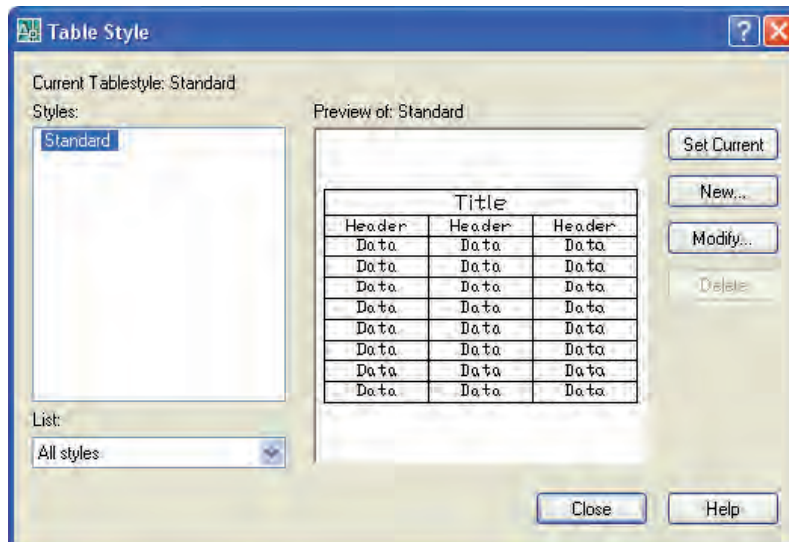 Table Style
Current Tablestyle: Standard
Styles:
Standard
Preview of: Standard
Title
Header Header Header
Data Data Data
Data Data Data
Data Data Data
Data Data Data
Data Data Data
Data Data Data
Data Data Data
Data Data Data
Set Current
New...
Modify...
Delete
List:
All styles
Close
Help